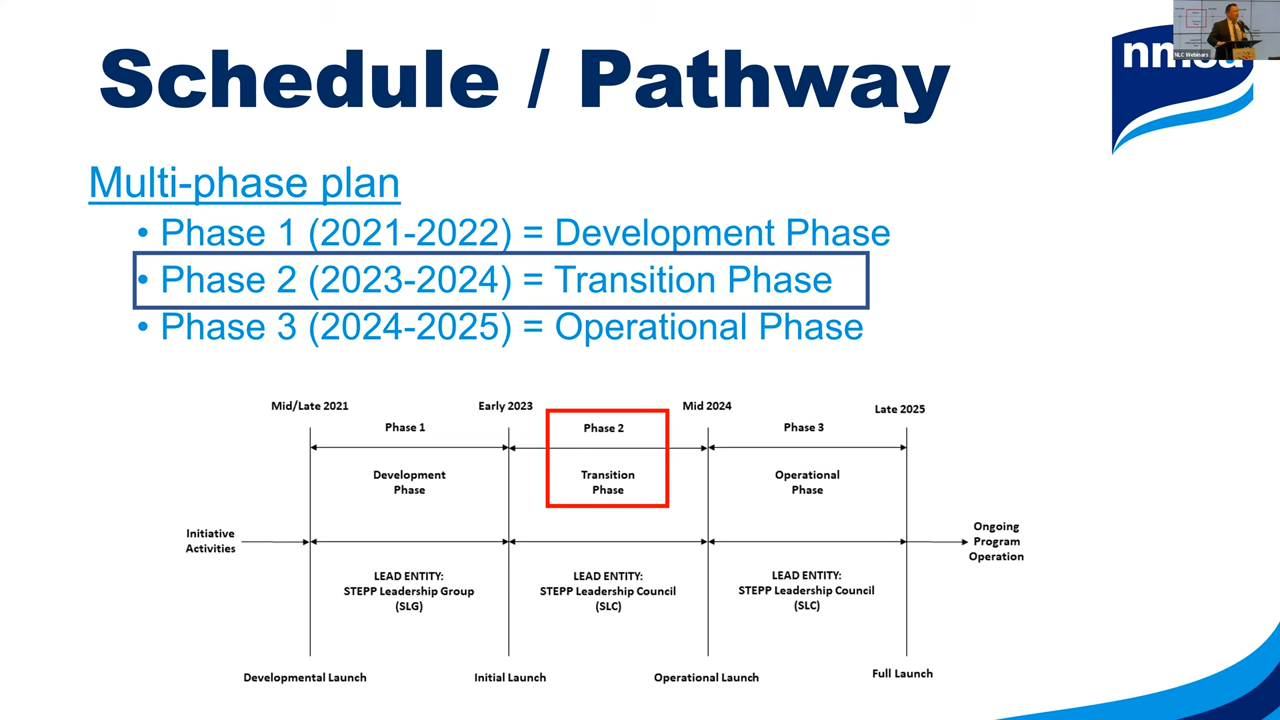 Schedule / Pathway
NLC Webinars
Multi-phase plan
• Phase 1 (2021-2022) = Development Phase
• Phase 2 (2023-2024) = Transition Phase
• Phase 3 (2024-2025) = Operational Phase
Mid/Late 2021
Early 2023
Mid 2024
Late 2025
Phase 1
Phase 2
Phase 3
Development
Phase
Transition
Phase
Operational
Phase
Initiative
Activities
Ongoing
Program
Operation
LEAD ENTITY:
STEPP Leadership Group
(SLG)
LEAD ENTITY:
STEPP Leadership Council
(SLC)
LEAD ENTITY:
STEPP Leadership Council
(SLC)
Developmental Launch
Initial Launch
Operational Launch
Full Launch